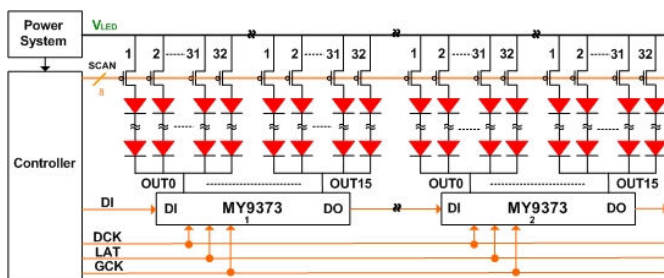 Power
System
VLED
1 2 31 32
1 2 31 32
1 2 31 32
1 2 31 32
SCAN
8
Controller
OUT0 OUT15
OUT0 OUT15
DI
DI MY9373 DO
1
DI MY9373 DO
2
DCK
LAT
GCK